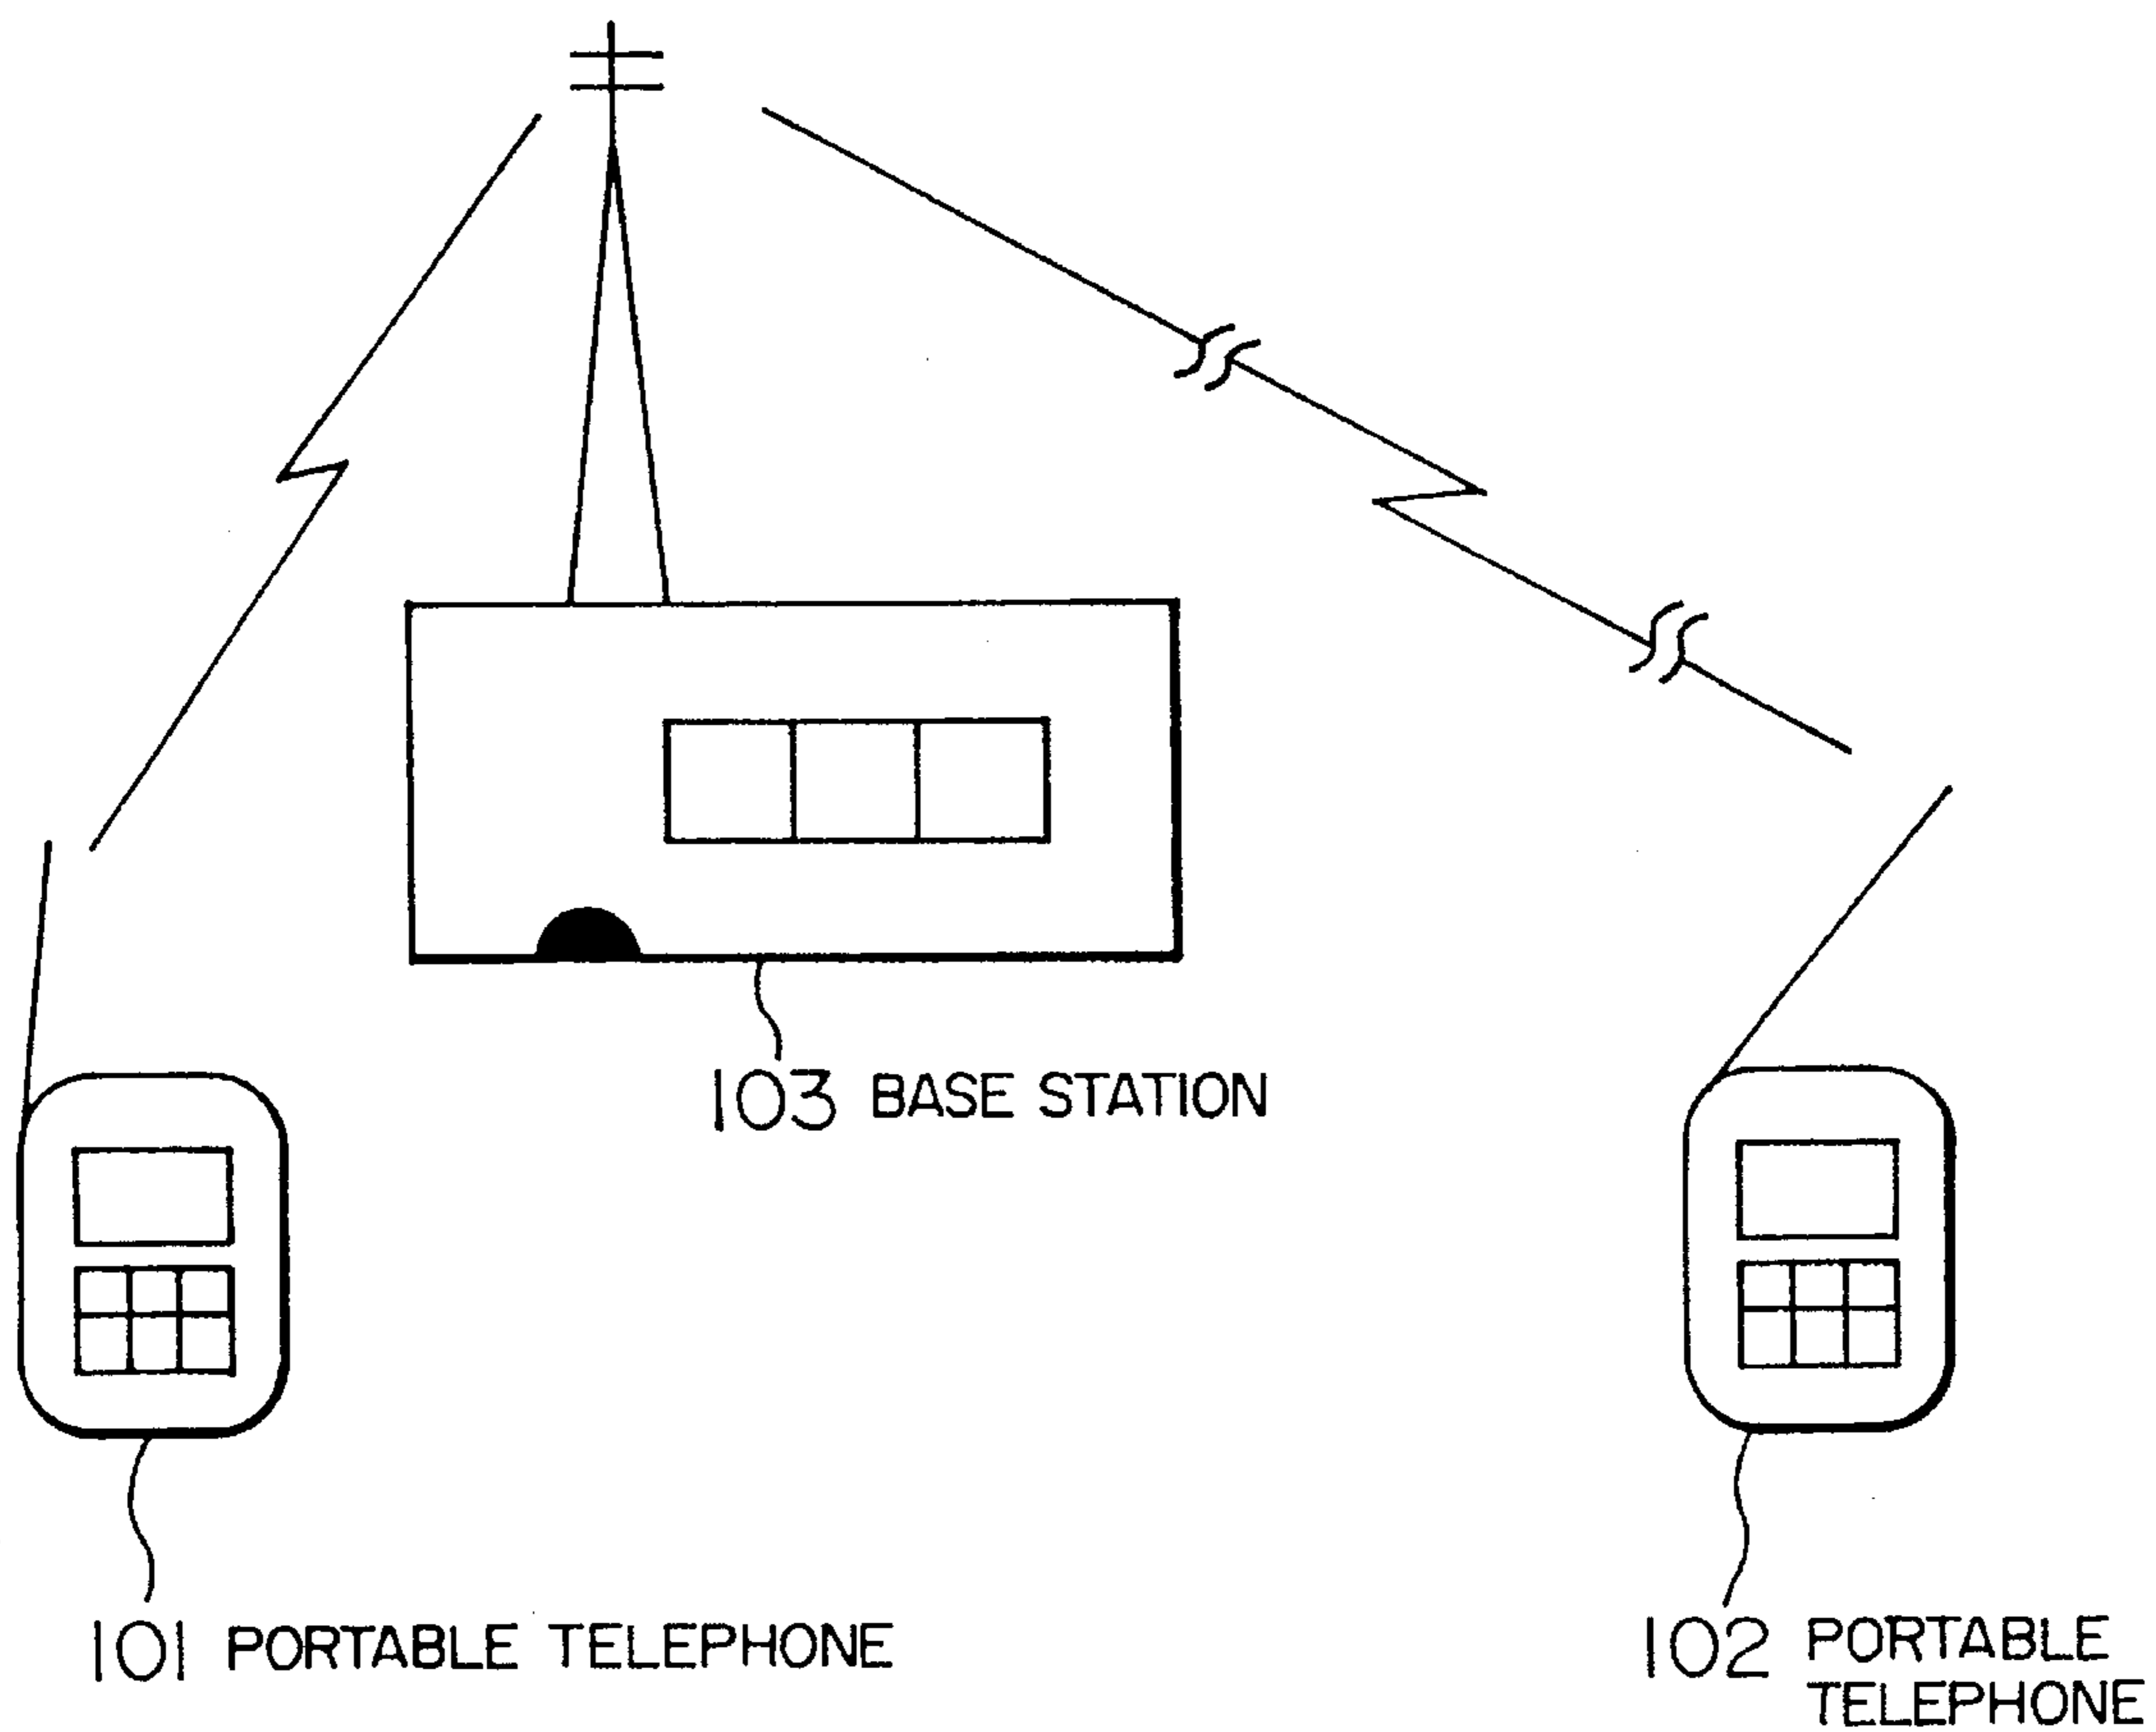 103 BASE STATION
101 PORTABLE TELEPHONE
102 PORTABLE
TELEPHONE